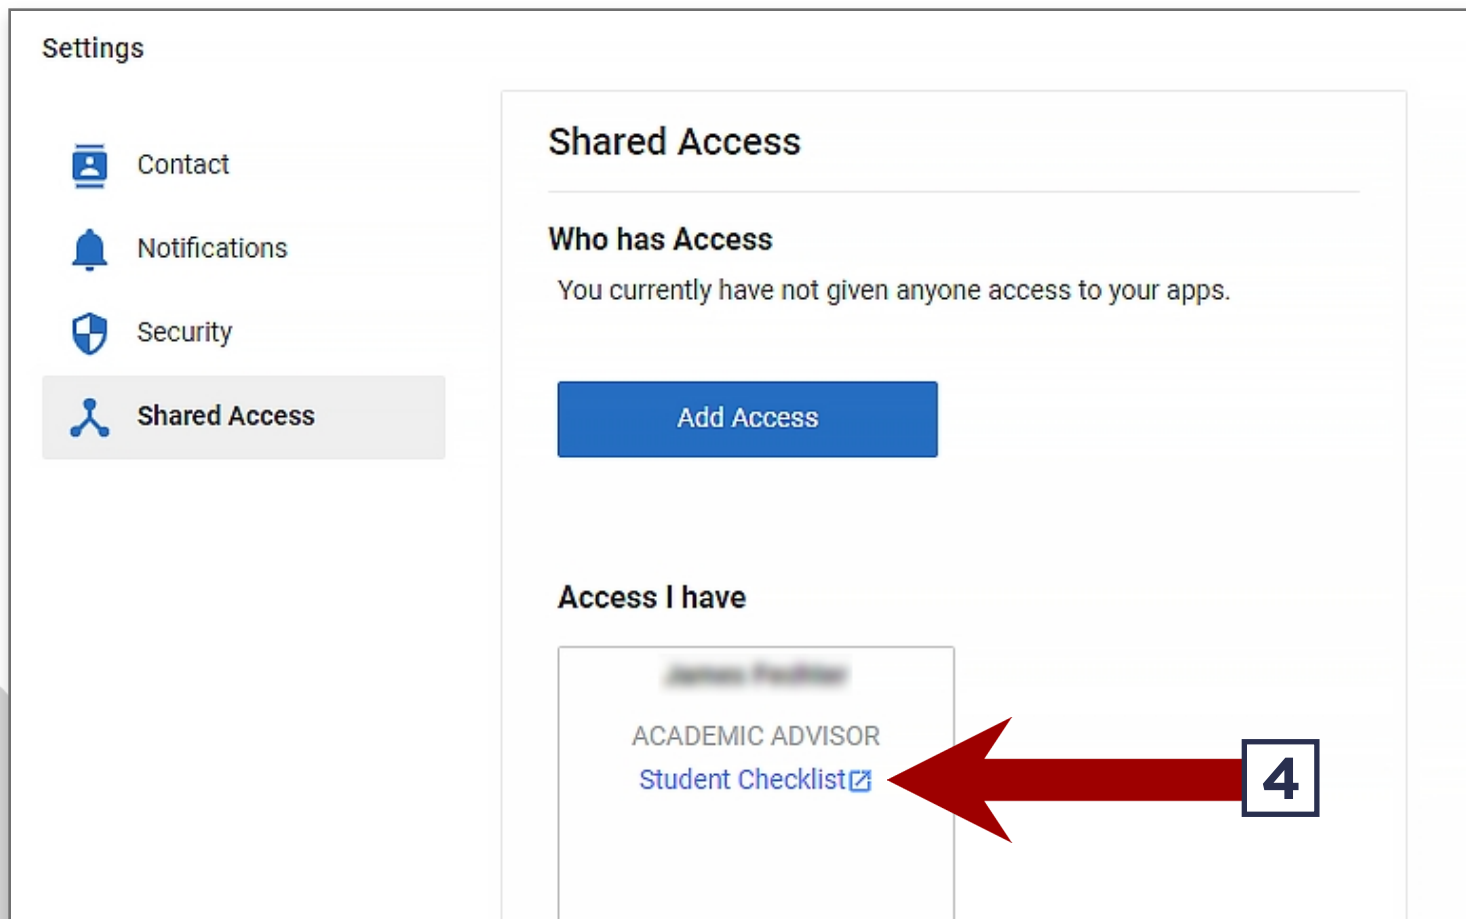 Settings
Contact
Notifications
Security
Shared Access
Shared Access
Who has Access
You currently have not given anyone access to your apps.
Add Access
Access I have
ACADEMIC ADVISOR
Student Checklist
4